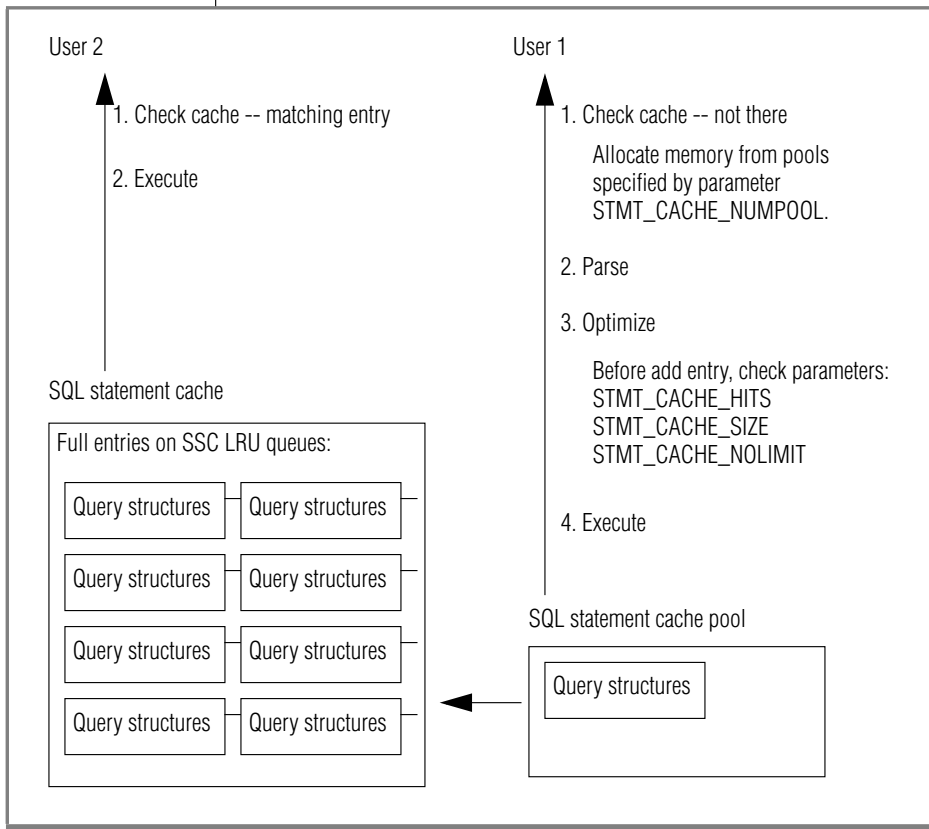 User 2
1. Check cache -- matching entry
2. Execute
SQL statement cache
Full entries on SSC LRU queues:
Query structures
Query structures
Query structures
Query structures
Query structures
Query structures
Query structures
Query structures
User 1
1. Check cache -- not there
Allocate memory from pools
specified by parameter
STMT_CACHE_NUMPOOL.
2. Parse
3. Optimize
Before add entry, check parameters:
STMT_CACHE_HITS
STMT_CACHE_SIZE
STMT_CACHE_NOLIMIT
4. Execute
SQL statement cache pool
Query structures